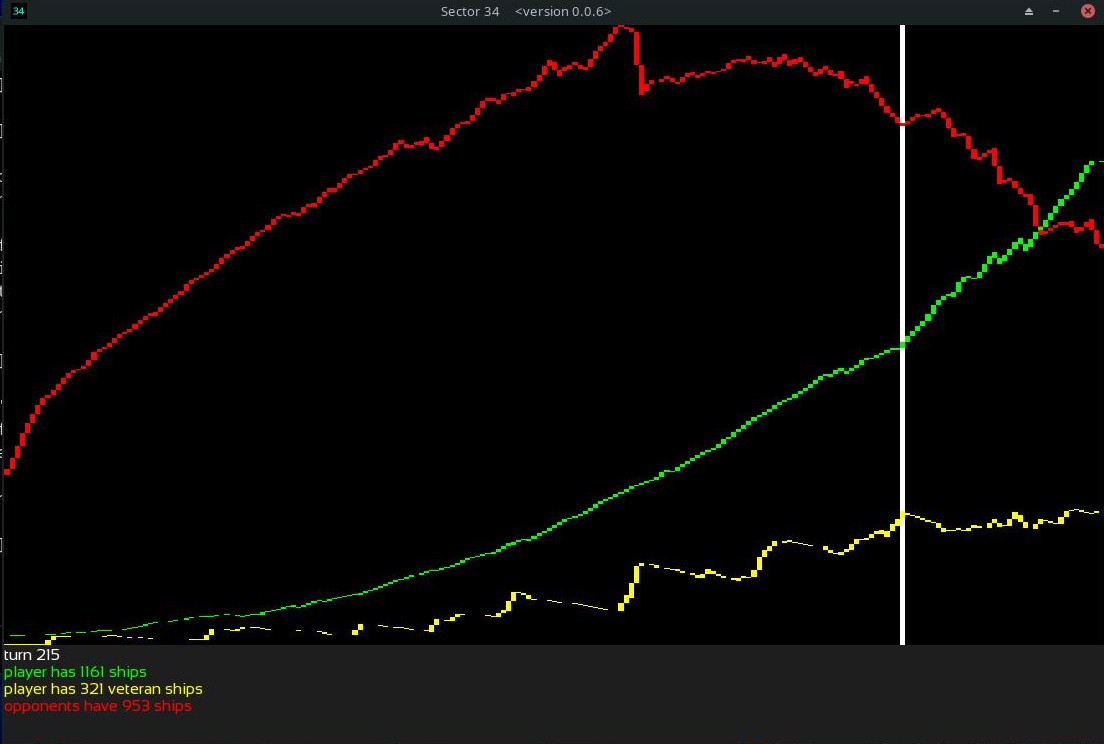 34
Sector 34 <version 0.0.6>
turn 215
player has 1161 ships
player has 321 veteran ships
opponents have 953 ships